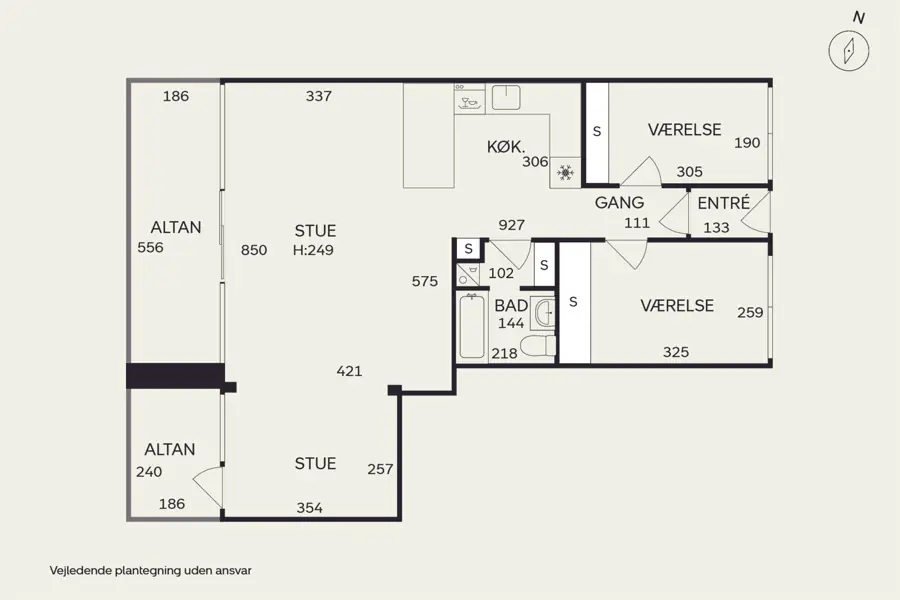 N
186
337
KØK.
306
S
VÆRELSE
190
305
ALTAN
556
STUE
H:249
850
927
GANG
111
ENTRÉ
133
575
S
102
S
BAD
144
218
S
VÆRELSE
259
325
421
ALTAN
240
186
STUE
257
354
Vejledende plantegning uden ansvar